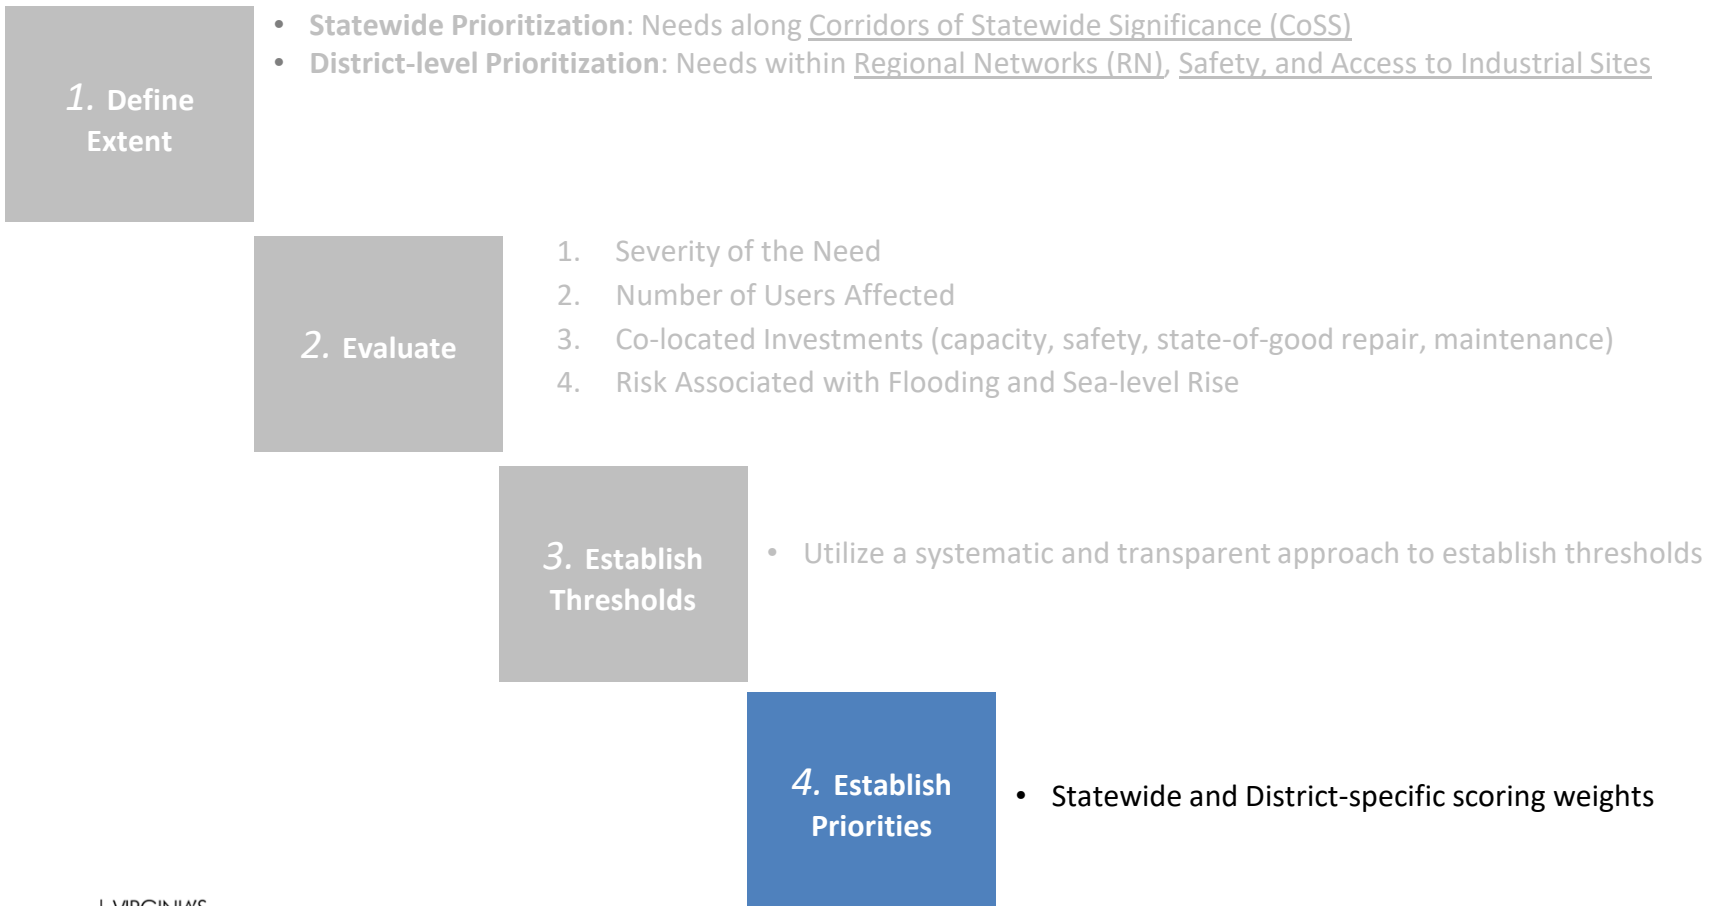 • Statewide Prioritization: Needs along Corridors of Statewide Significance (CoSS)
• District-level Prioritization: Needs within Regional Networks (RN), Safety, and Access to Industrial Sites
1. Define
Extent
1. Severity of the Need
2. Number of Users Affected
3. Co-located Investments (capacity, safety, state-of-good repair, maintenance)
4. Risk Associated with Flooding and Sea-level Rise
2. Evaluate
3. Establish
Thresholds
• Utilize a systematic and transparent approach to establish thresholds
4. Establish
Priorities
• Statewide and District-specific scoring weights